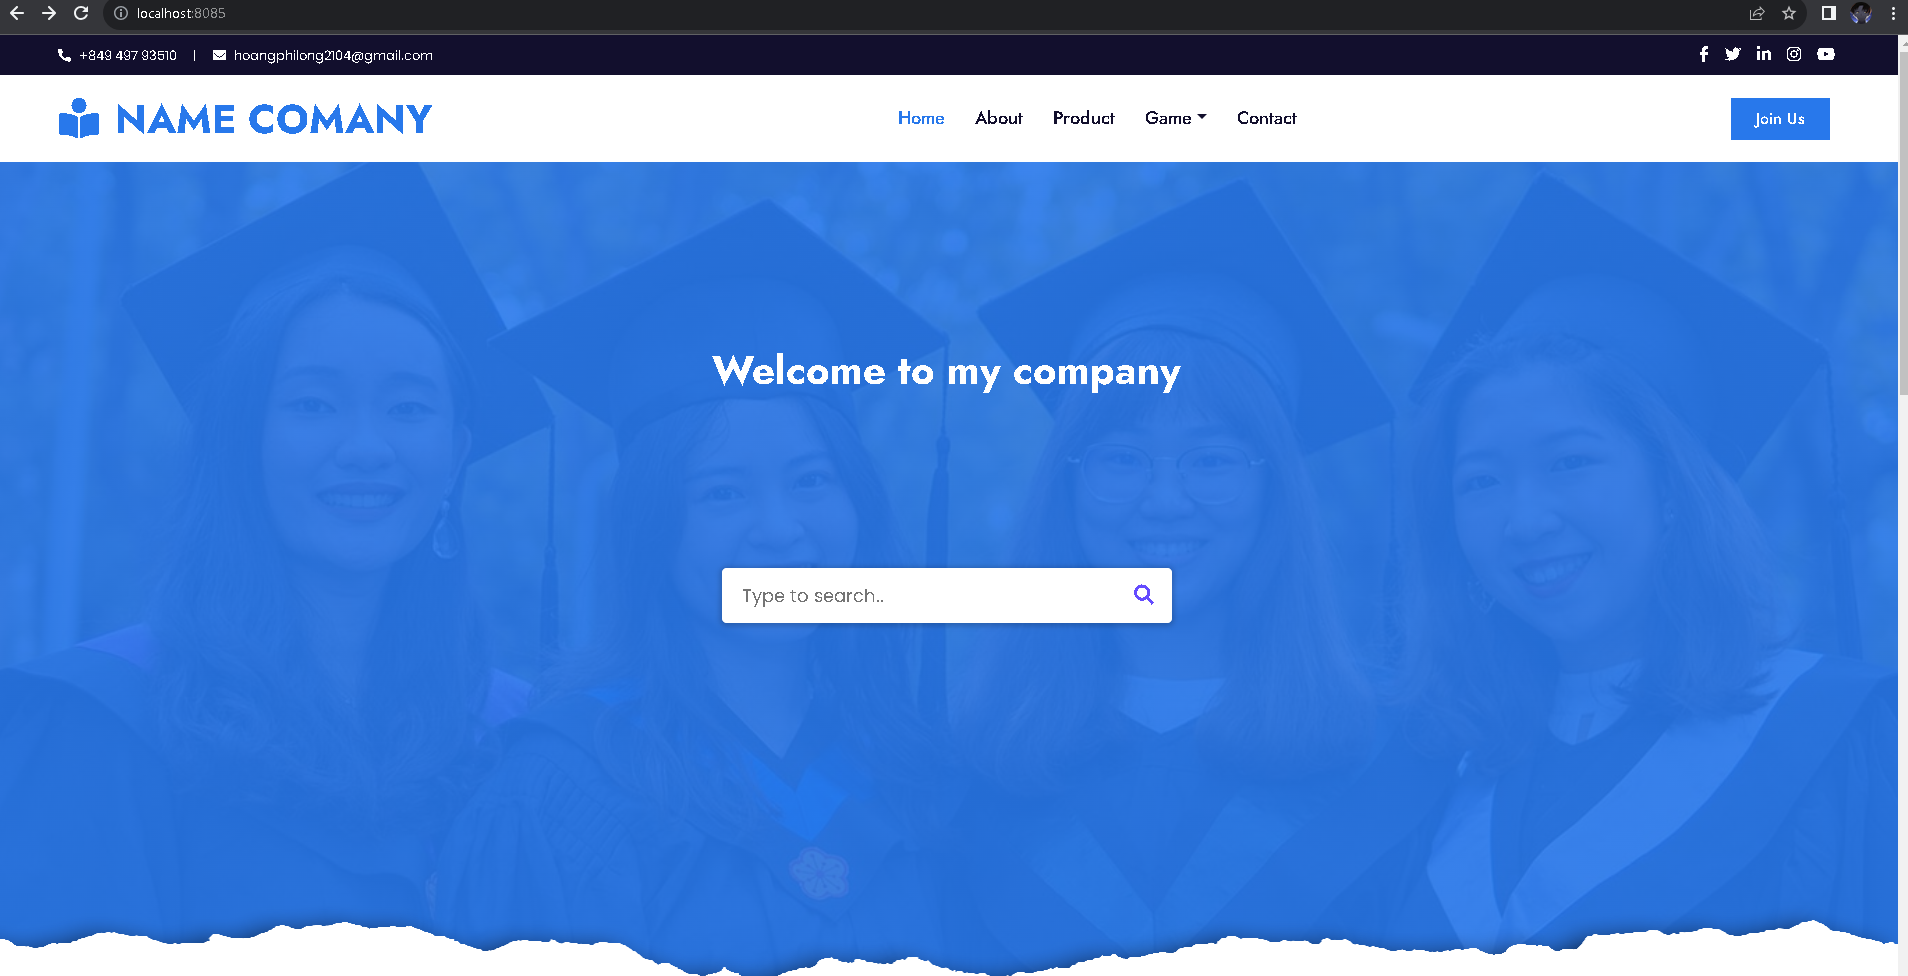 localhost:8085
+849 497 93510 | hoangphilong2104@gmail.com
NAME COMANY
Home About Product Game Contact
Join Us
Welcome to my company
Type to search..